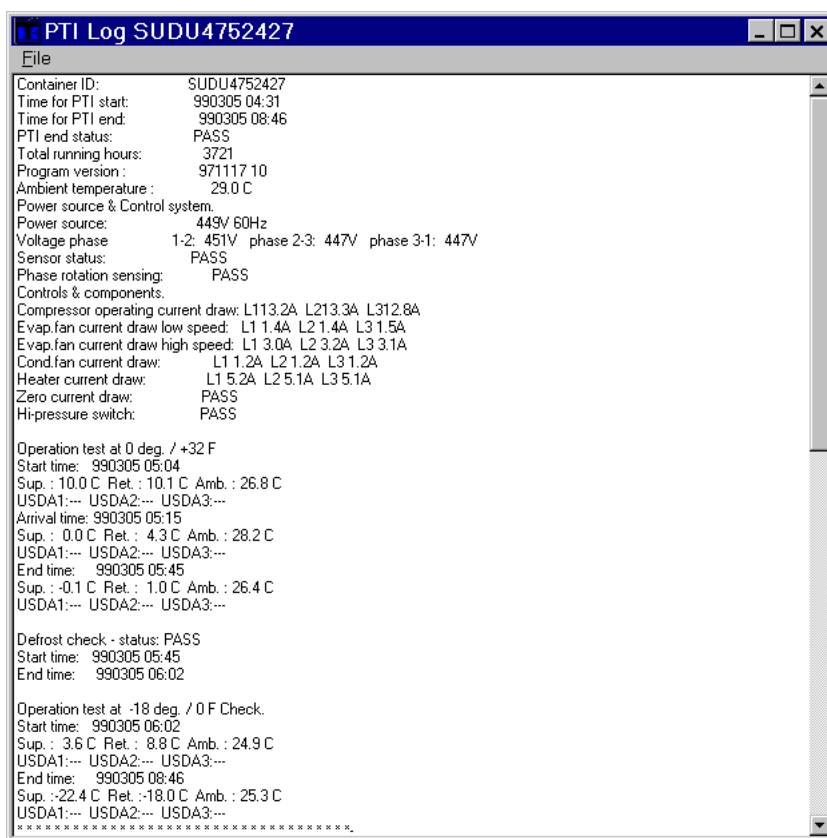 PTI Log SUDU4752427
File
Container ID: SUDU4752427
Time for PTI start: 990305 04:31
Time for PTI end: 990305 08:46
PTI end status: PASS
Total running hours: 3721
Program version : 971117 10
Ambient temperature : 29.0 C
Power source & Control system.
Power source: 449V 60Hz
Voltage phase 1-2: 451V phase 2-3: 447V phase 3-1: 447V
Sensor status: PASS
Phase rotation sensing: PASS
Controls & components.
Compressor operating current draw: L113.2A L213.3A L312.8A
Evap.fan current draw low speed: L1 1.4A L2 1.4A L3 1.5A
Evap.fan current draw high speed: L1 3.0A L2 3.2A L3 3.1A
Cond.fan current draw: L1 1.2A L2 1.2A L3 1.2A
Heater current draw: L1 5.2A L2 5.1A L3 5.1A
Zero current draw: PASS
Hi-pressure switch: PASS
Operation test at 0 deg. / +32 F
Start time: 990305 05:04
Sup. : 10.0 C Ret. : 10.1 C Amb. : 26.8 C
USDA1:--- USDA2:--- USDA3:---
Arrival time: 990305 05:15
Sup. : 0.0 C Ret. : 4.3 C Amb. : 28.2 C
USDA1:--- USDA2:--- USDA3:---
End time: 990305 05:45
Sup. : -0.1 C Ret. : 1.0 C Amb. : 26.4 C
USDA1:--- USDA2:--- USDA3:---
Defrost check - status: PASS
Start time: 990305 05:45
End time: 990305 06:02
Operation test at -18 deg. / 0 F Check.
Start time: 990305 06:02
Sup. : 3.6 C Ret. : 8.8 C Amb. : 24.9 C
USDA1:--- USDA2:--- USDA3:---
End time: 990305 08:46
Sup. :-22.4 C Ret. :-18.0 C Amb. : 25.3 C
USDA1:--- USDA2:--- USDA3:---
* * * * * * * * * * * * * * * * * * * * * * * * * * * * * * * * * * * *.